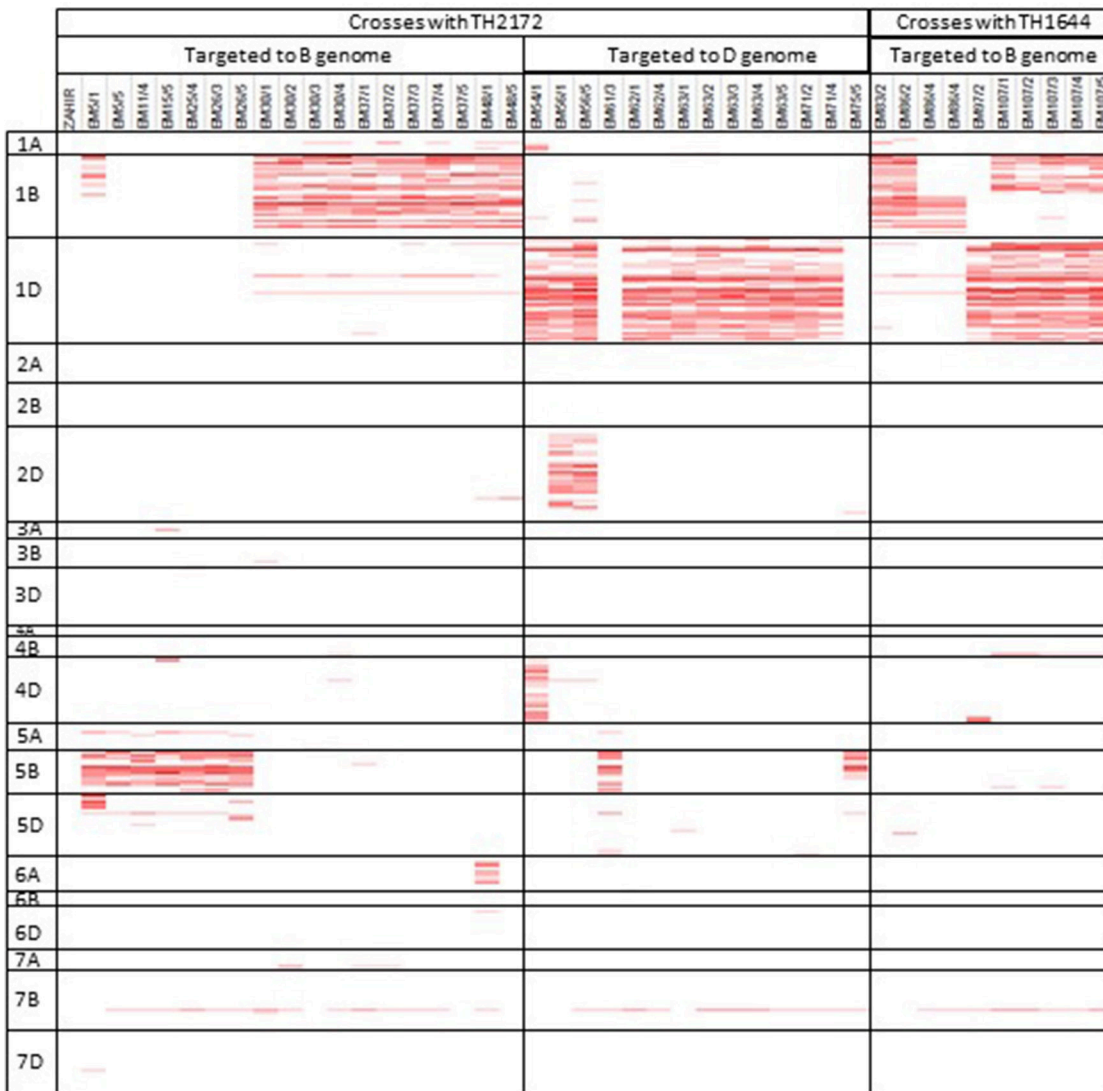 Crosses with TH2172 Crosses with TH1644
Targeted to B genome Targeted to D genome Targeted to B genome
ZAHIR EM5/1 EM5/5 EM11/4 EM15/5 EM25/4 EM26/3 EM26/5 EM30/1 EM30/2 EM30/3 EM30/4 EM37/1 EM37/2 EM37/3 EM37/4 EM37/5 EM48/1 EM48/5 EM54/1 EM56/1 EM56/5 EM61/3 EM62/1 EM62/4 EM63/1 EM63/2 EM63/3 EM63/4 EM63/5 EM71/2 EM71/4 EM75/5 EM83/2 EM86/2 EM86/4 EM97/2 EM107/1 EM107/2 EM107/3 EM107/4 EM107/5
1A
1B
1D
2A
2B
2D
3A
3B
3D
4A
4B
4D
5A
5B
5D
6A
6B
6D
7A
7B
7D